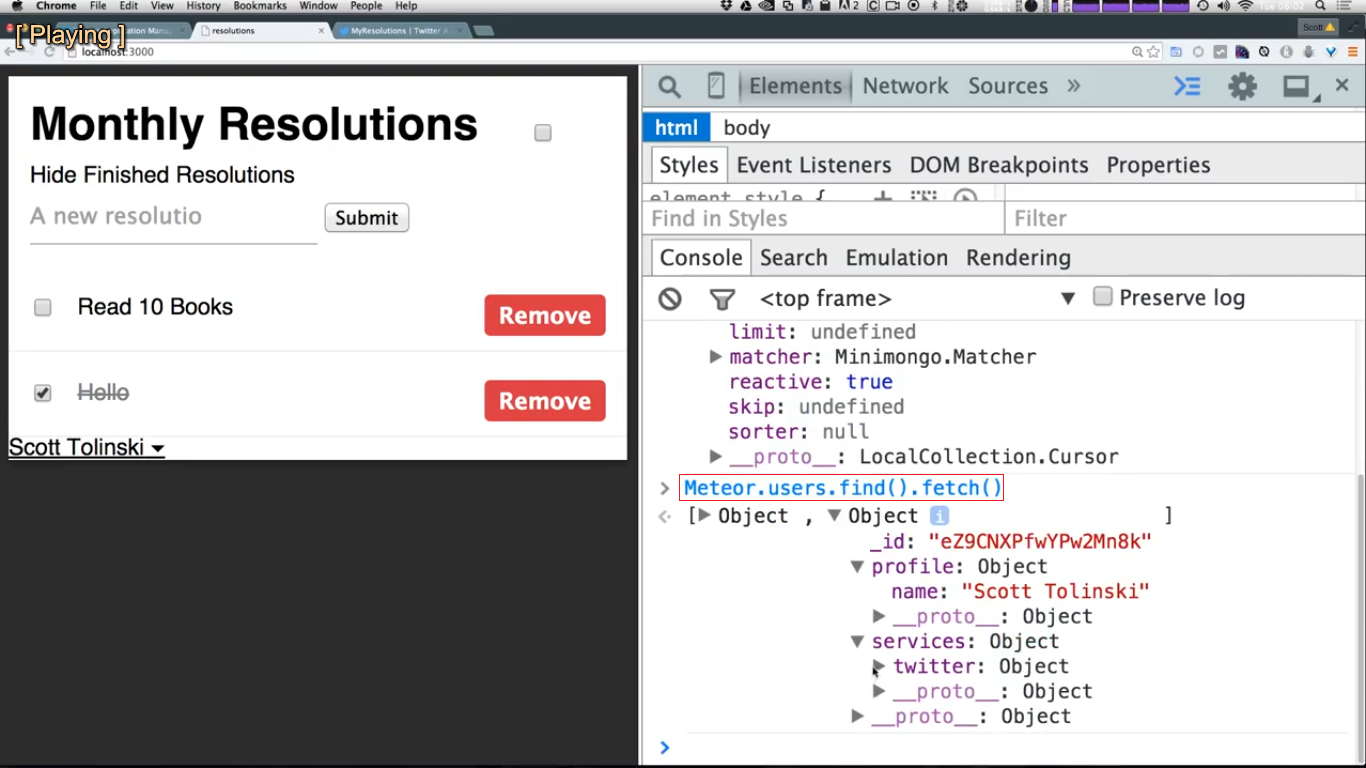 Chrome File Edit View History Bookmarks Window People Help
[ Playing ]
resolutions
MyResolutions | Twitter A
Scott
localhost:3000
Monthly Resolutions
Hide Finished Resolutions
A new resolutio
Submit
Read 10 Books
Remove
Hello
Remove
Scott Tolinski
Elements Network Sources »
html body
Styles Event Listeners DOM Breakpoints Properties
element.style {
Find in Styles Filter
Console Search Emulation Rendering
<top frame> Preserve log
limit: undefined
matcher: Minimongo.Matcher
reactive: true
skip: undefined
sorter: null
__proto__: LocalCollection.Cursor
> Meteor.users.find().fetch()
[ Object , Object i ]
_id: "eZ9CNXPfwYPw2Mn8k"
profile: Object
name: "Scott Tolinski"
__proto__: Object
services: Object
twitter: Object
__proto__: Object
__proto__: Object
>